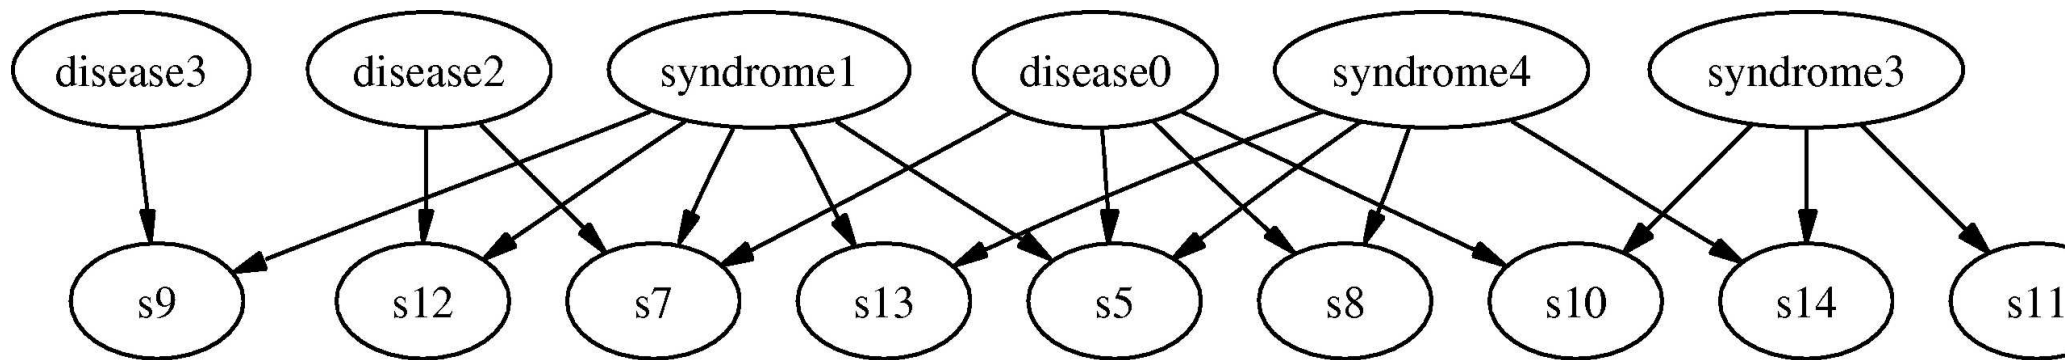 disease3 disease2 syndrome1 disease0 syndrome4 syndrome3
s9 s12 s7 s13 s5 s8 s10 s14 s11